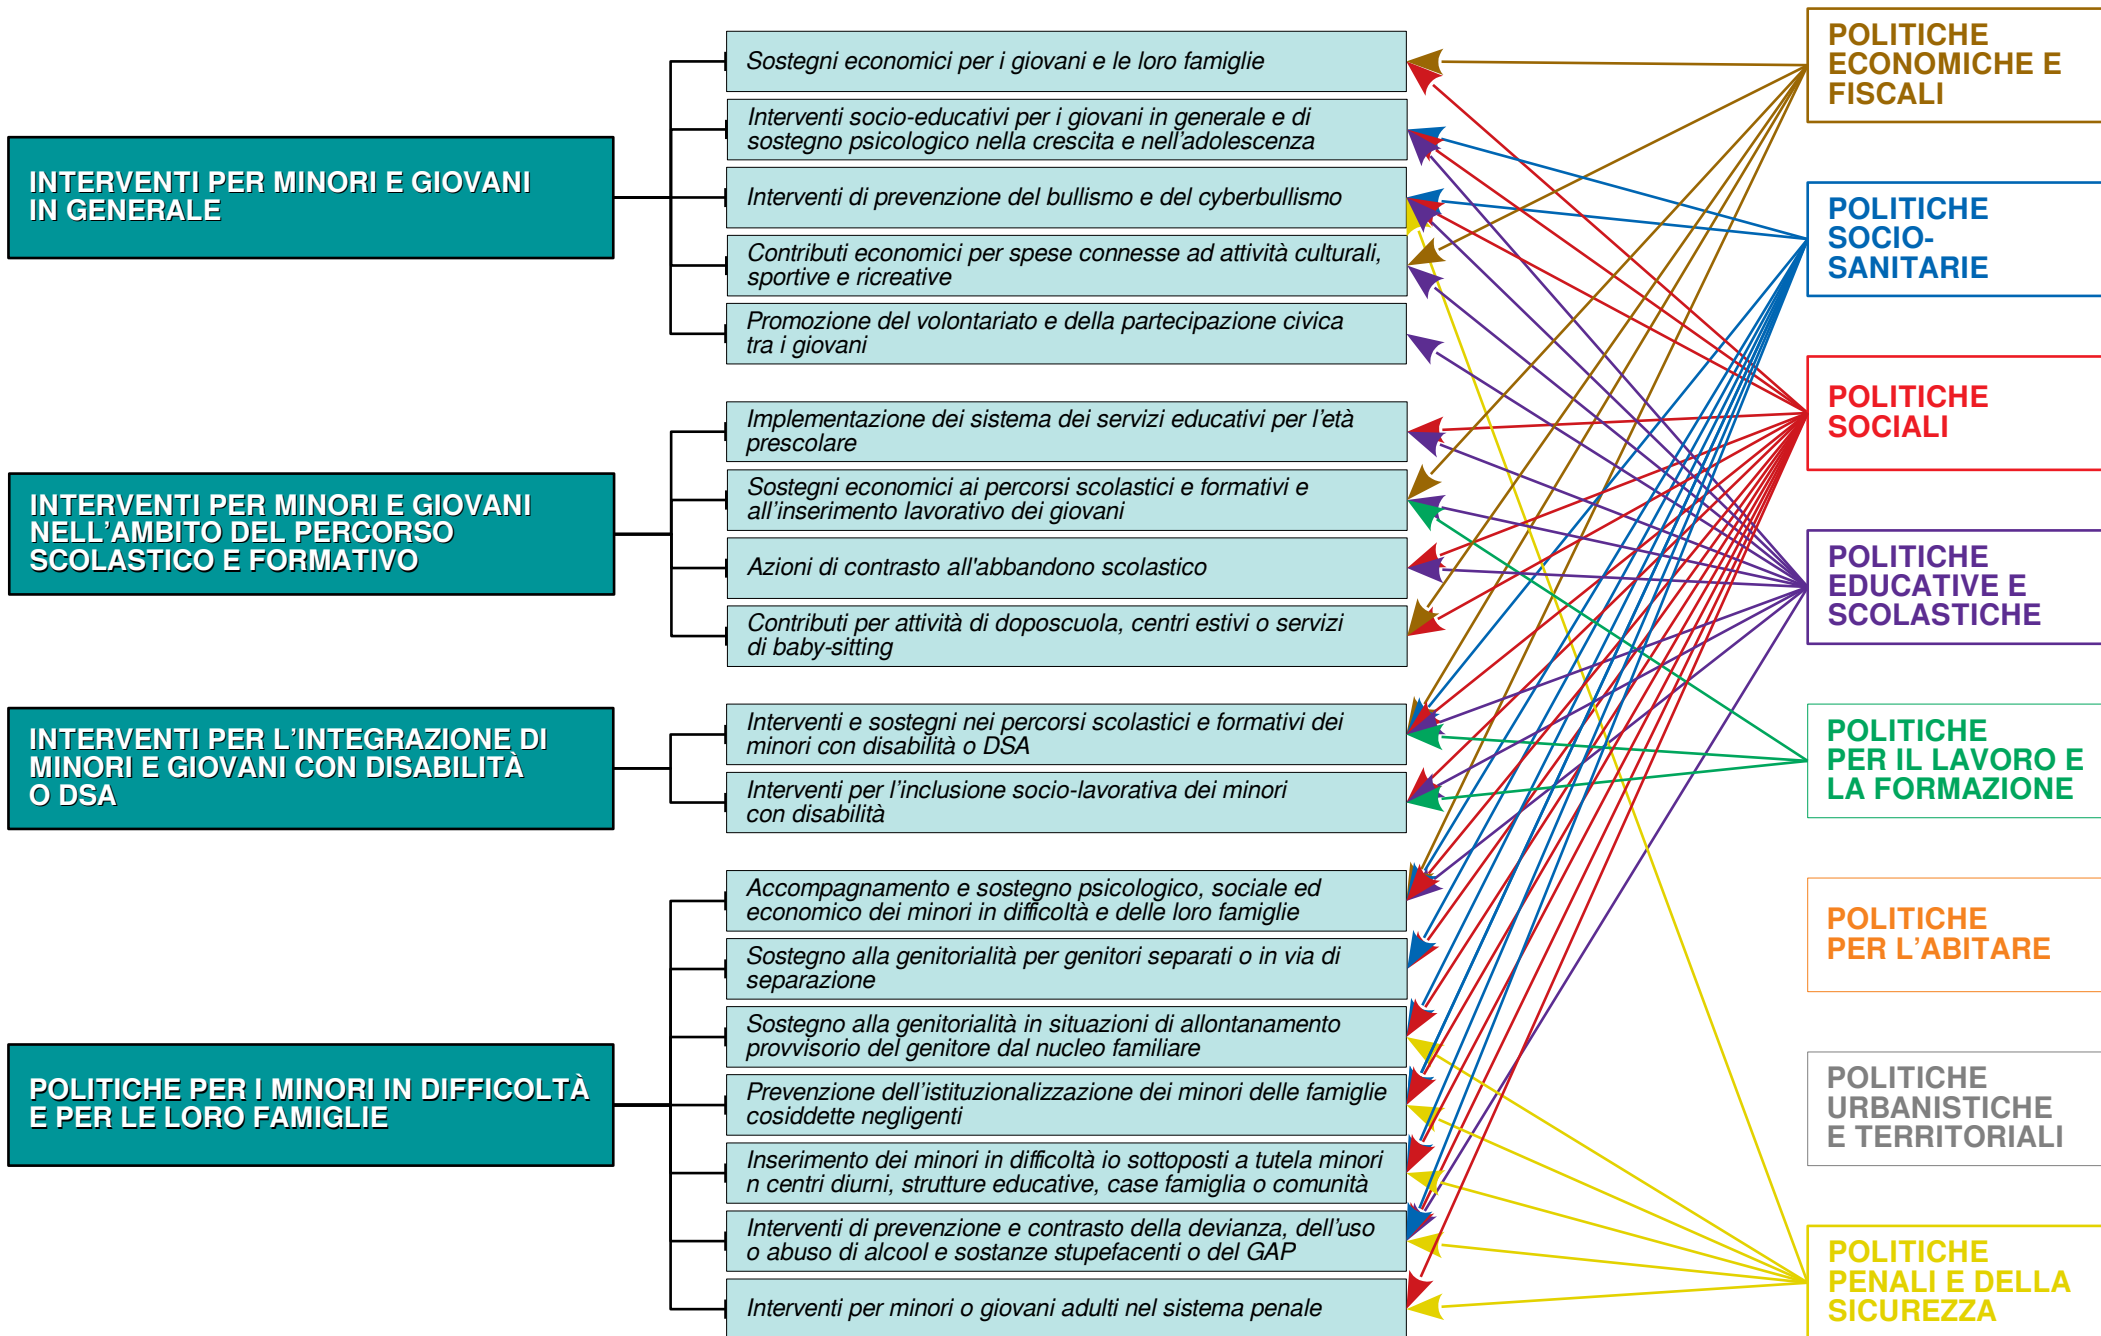 INTERVENTI PER MINORI E GIOVANI
IN GENERALE
Sostegni economici per i giovani e le loro famiglie
Interventi socio-educativi per i giovani in generale e di
sostegno psicologico nella crescita e nell'adolescenza
Interventi di prevenzione del bullismo e del cyberbullismo
Contributi economici per spese connesse ad attività culturali,
sportive e ricreative
Promozione del volontariato e della partecipazione civica
tra i giovani
INTERVENTI PER MINORI E GIOVANI
NELL'AMBITO DEL PERCORSO
SCOLASTICO E FORMATIVO
Implementazione dei sistema dei servizi educativi per l'età
prescolare
Sostegni economici ai percorsi scolastici e formativi e
all'inserimento lavorativo dei giovani
Azioni di contrasto all'abbandono scolastico
Contributi per attività di doposcuola, centri estivi o servizi
di baby-sitting
INTERVENTI PER L'INTEGRAZIONE DI
MINORI E GIOVANI CON DISABILITÀ
O DSA
Interventi e sostegni nei percorsi scolastici e formativi dei
minori con disabilità o DSA
Interventi per l'inclusione socio-lavorativa dei minori
con disabilità
POLITICHE PER I MINORI IN DIFFICOLTÀ
E PER LE LORO FAMIGLIE
Accompagnamento e sostegno psicologico, sociale ed
economico dei minori in difficoltà e delle loro famiglie
Sostegno alla genitorialità per genitori separati o in via di
separazione
Sostegno alla genitorialità in situazioni di allontanamento
provvisorio del genitore dal nucleo familiare
Prevenzione dell'istituzionalizzazione dei minori delle famiglie
cosiddette negligenti
Inserimento dei minori in difficoltà io sottoposti a tutela minori
n centri diurni, strutture educative, case famiglia o comunità
Interventi di prevenzione e contrasto della devianza, dell'uso
o abuso di alcool e sostanze stupefacenti o del GAP
Interventi per minori o giovani adulti nel sistema penale
POLITICHE
ECONOMICHE E
FISCALI
POLITICHE
SOCIO-
SANITARIE
POLITICHE
SOCIALI
POLITICHE
EDUCATIVE E
SCOLASTICHE
POLITICHE
PER IL LAVORO E
LA FORMAZIONE
POLITICHE
PER L'ABITARE
POLITICHE
URBANISTICHE
E TERRITORIALI
POLITICHE
PENALI E DELLA
SICUREZZA